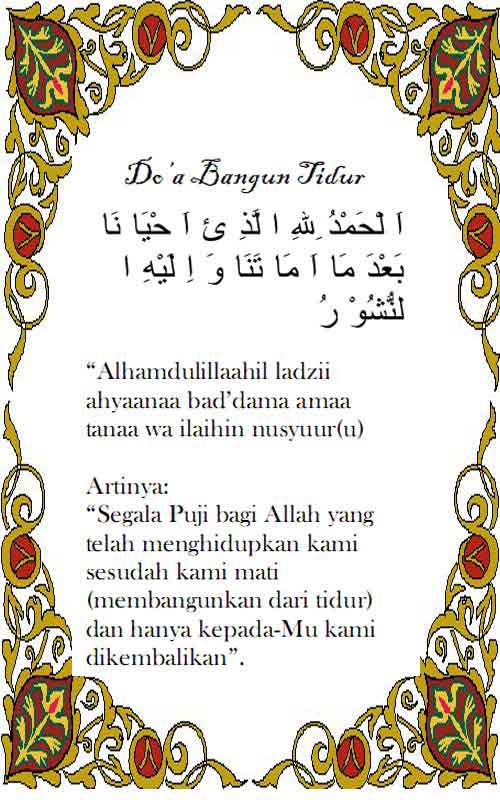 Do'a Bangun Tidur
اَ لْحَمْدُ ِللهِ ا لَّذِ ئ اَ حْيَا نَا
بَعْدَ مَا اَ مَا تَنَا وَ اِ لَيْهِ ا
لنُّشُوْ رُ
“Alhamdulillaahil ladzii
ahyaanaa bad’dama amaa
tanaa wa ilaihin nusyuur(u)
Artinya:
“Segala Puji bagi Allah yang
telah menghidupkan kami
sesudah kami mati
(membangunkan dari tidur)
dan hanya kepada-Mu kami
dikembalikan”.